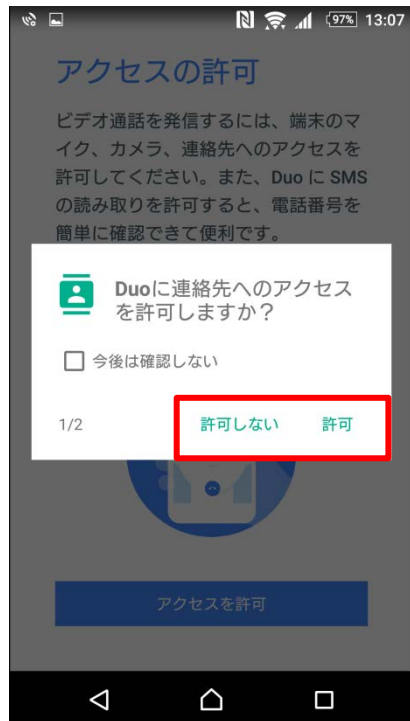 97% 13:07
アクセスの許可
ビデオ通話を発信するには、端末のマ
イク、カメラ、連絡先へのアクセスを
許可してください。また、Duo に SMS
の読み取りを許可すると、電話番号を
簡単に確認できて便利です。
Duoに連絡先へのアクセス
を許可しますか？
今後は確認しない
1/2 許可しない 許可
アクセスを許可